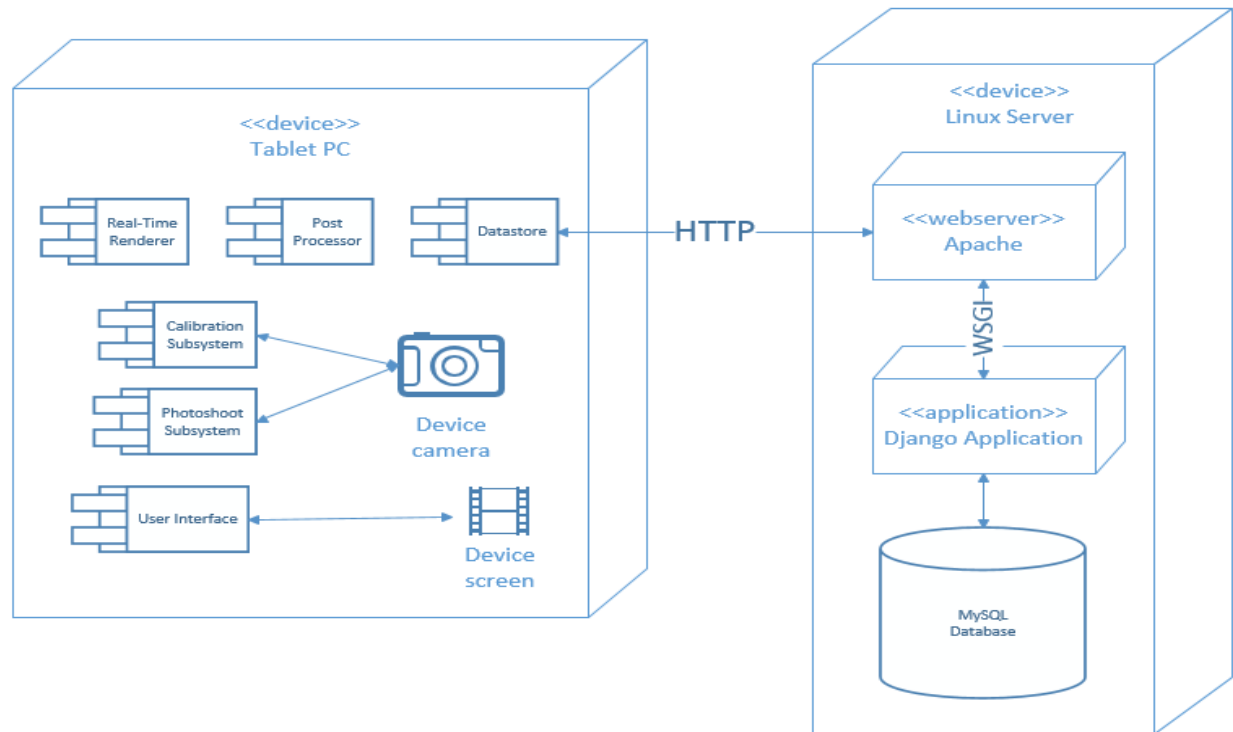 <<device>>
Tablet PC
Real-Time
Renderer
Post
Processor
Datastore
Calibration
Subsystem
Photoshoot
Subsystem
Device
camera
User Interface
Device
screen
HTTP
<<device>>
Linux Server
<<webserver>>
Apache
WSGI
<<application>>
Django Application
MySQL
Database